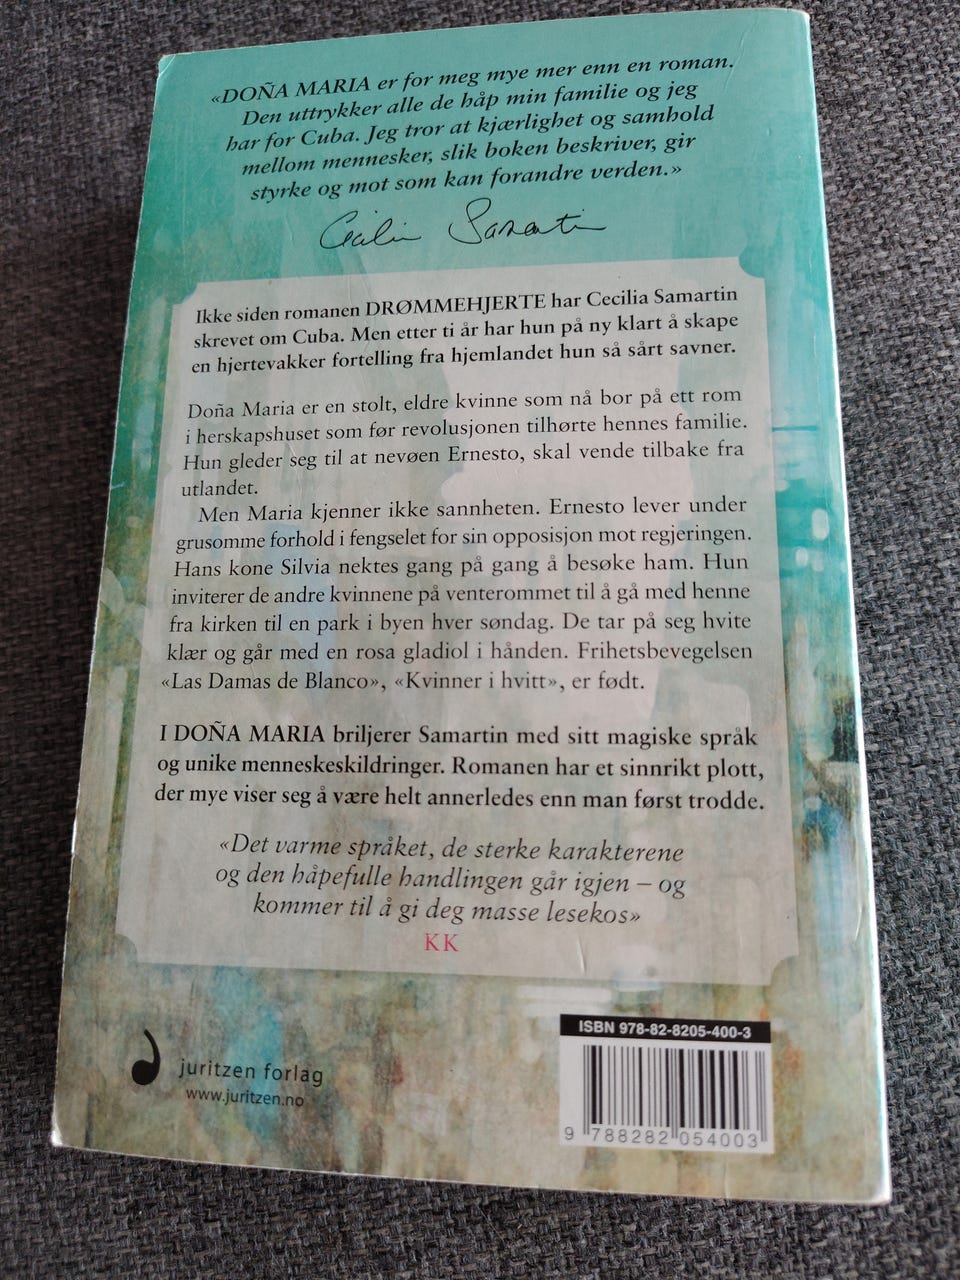 «DOÑA MARIA er for meg mye mer enn en roman.
Den uttrykker alle de håp min familie og jeg
har for Cuba. Jeg tror at kjærlighet og samhold
mellom mennesker, slik boken beskriver, gir
styrke og mot som kan forandre verden.»
Cecilia Samartin
Ikke siden romanen DRØMMEHJERTE har Cecilia Samartin
skrevet om Cuba. Men etter ti år har hun på ny klart å skape
en hjertevakker fortelling fra hjemlandet hun så sårt savner.
Doña Maria er en stolt, eldre kvinne som nå bor på ett rom
i herskapshuset som før revolusjonen tilhørte hennes familie.
Hun gleder seg til at nevøen Ernesto, skal vende tilbake fra
utlandet.
Men Maria kjenner ikke sannheten. Ernesto lever under
grusomme forhold i fengselet for sin opposisjon mot regjeringen.
Hans kone Silvia nektes gang på gang å besøke ham. Hun
inviterer de andre kvinnene på venterommet til å gå med henne
fra kirken til en park i byen hver søndag. De tar på seg hvite
klær og går med en rosa gladiol i hånden. Frihetsbevegelsen
«Las Damas de Blanco», «Kvinner i hvitt», er født.
I DOÑA MARIA briljerer Samartin med sitt magiske språk
og unike menneskeskildringer. Romanen har et sinnrikt plott,
der mye viser seg å være helt annerledes enn man først trodde.
«Det varme språket, de sterke karakterene
og den håpefulle handlingen går igjen – og
kommer til å gi deg masse lesekos»
KK
juritzen forlag
www.juritzen.no
ISBN 978-82-8205-400-3
9 788282 054003